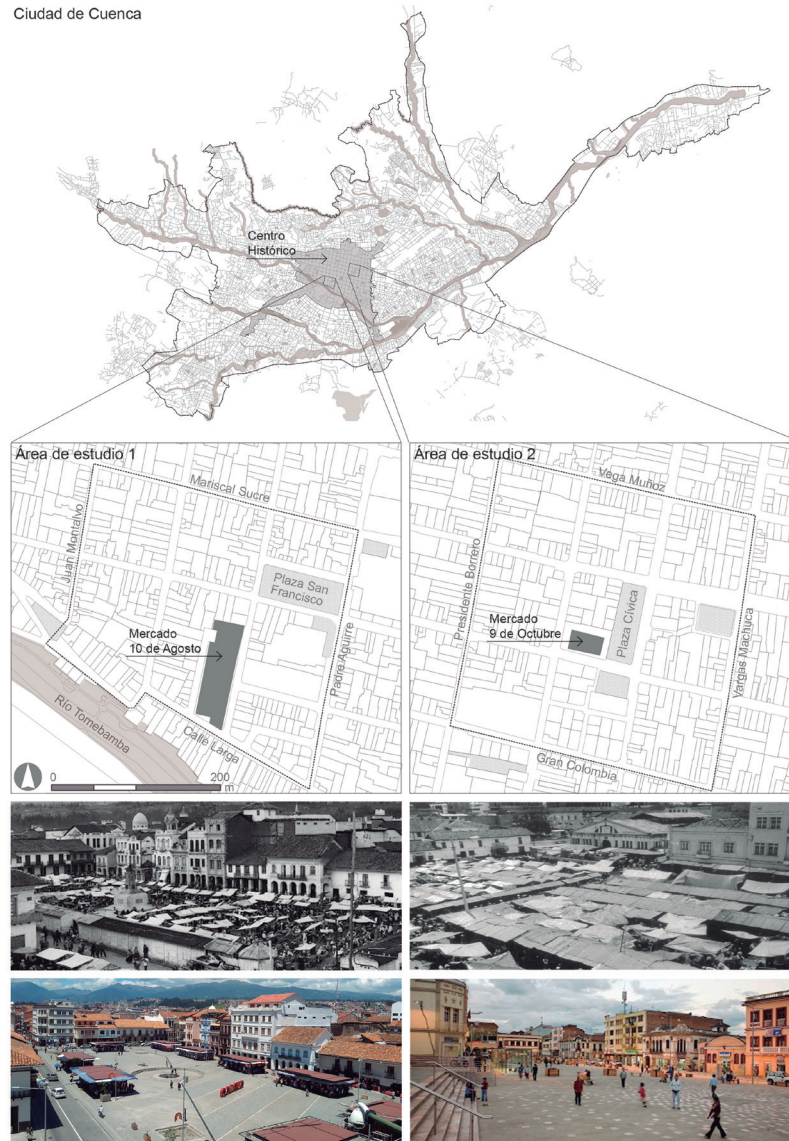 Ciudad de Cuenca
Centro
Histórico
Área de estudio 1
Mariscal Sucre
Juan Montalvo
Plaza San
Francisco
Mercado
10 de Agosto
Padre Aguirre
Río Tomebamba
Calle Larga
0 200
m
Área de estudio 2
Vega Muñoz
Presidente Borrero
Mercado
9 de Octubre
Plaza Cívica
Vargas Machuca
Gran Colombia